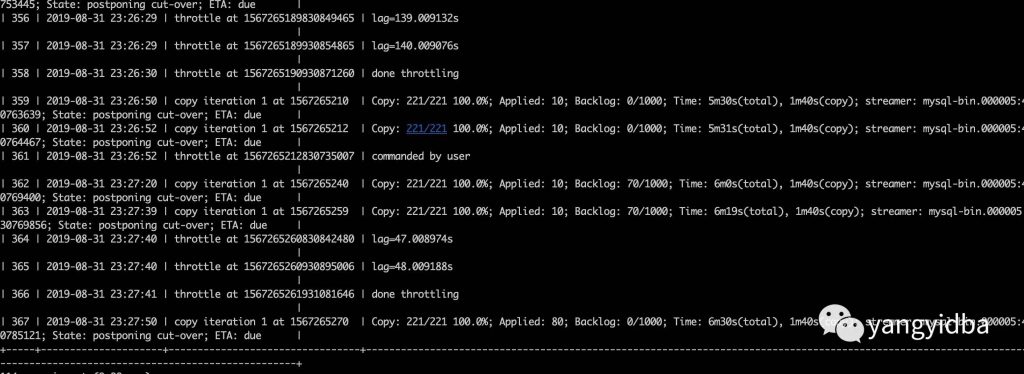 753445; State: postponing cut-over; ETA: due |
| 356 | 2019-08-31 23:26:29 | throttle at 1567265189830849465 | lag=139.009132s
|
| 357 | 2019-08-31 23:26:29 | throttle at 1567265189930854865 | lag=140.009076s
|
| 358 | 2019-08-31 23:26:30 | throttle at 1567265190930871260 | done throttling
|
| 359 | 2019-08-31 23:26:50 | copy iteration 1 at 1567265210 | Copy: 221/221 100.0%; Applied: 10; Backlog: 0/1000; Time: 5m30s(total), 1m40s(copy); streamer: mysql-bin.000005:4
0763639; State: postponing cut-over; ETA: due |
| 360 | 2019-08-31 23:26:52 | copy iteration 1 at 1567265212 | Copy: 221/221 100.0%; Applied: 10; Backlog: 0/1000; Time: 5m31s(total), 1m40s(copy); streamer: mysql-bin.000005:4
0764467; State: postponing cut-over; ETA: due |
| 361 | 2019-08-31 23:26:52 | throttle at 1567265212830735007 | commanded by user
|
| 362 | 2019-08-31 23:27:20 | copy iteration 1 at 1567265240 | Copy: 221/221 100.0%; Applied: 10; Backlog: 70/1000; Time: 6m0s(total), 1m40s(copy); streamer: mysql-bin.000005:4
0769400; State: postponing cut-over; ETA: due |
| 363 | 2019-08-31 23:27:39 | copy iteration 1 at 1567265259 | Copy: 221/221 100.0%; Applied: 10; Backlog: 70/1000; Time: 6m19s(total), 1m40s(copy); streamer: mysql-bin.000005
30769856; State: postponing cut-over; ETA: due |
| 364 | 2019-08-31 23:27:40 | throttle at 1567265260830842480 | lag=47.008974s
|
| 365 | 2019-08-31 23:27:40 | throttle at 1567265260930895006 | lag=48.009188s
|
| 366 | 2019-08-31 23:27:41 | throttle at 1567265261931081646 | done throttling
|
| 367 | 2019-08-31 23:27:50 | copy iteration 1 at 1567265270 | Copy: 221/221 100.0%; Applied: 80; Backlog: 0/1000; Time: 6m30s(total), 1m40s streamer: mysql-bin.000005:4
0785121; State: postponing cut-over; ETA: due |
yangyidba